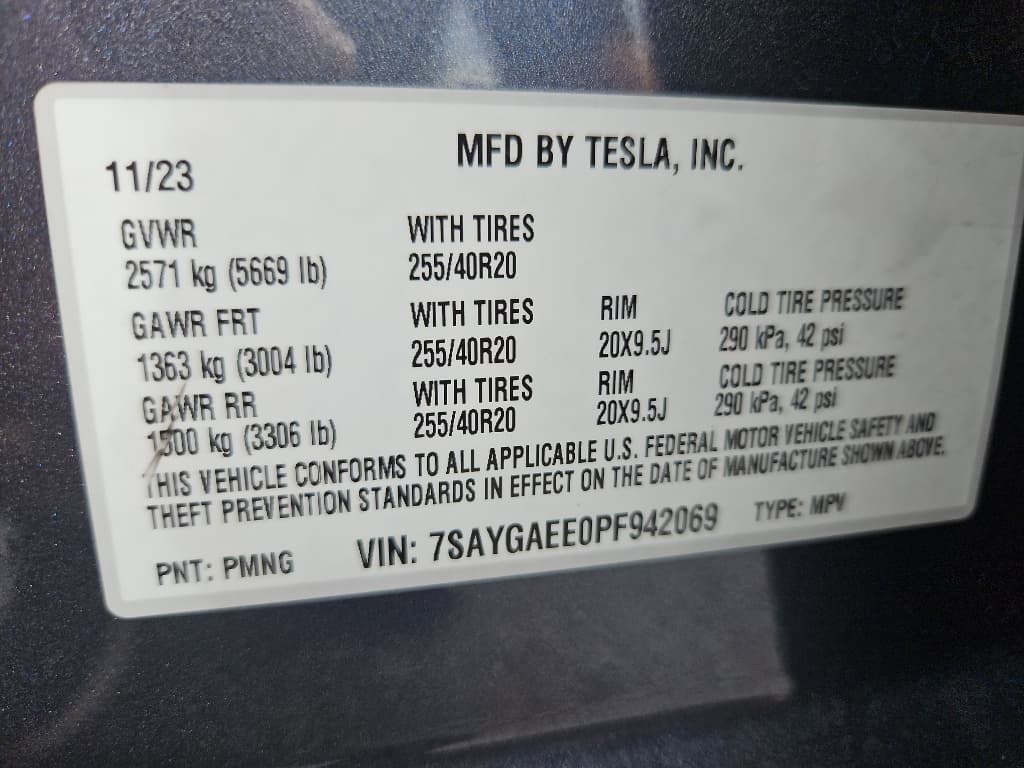 MFD BY TESLA, INC.
11/23
GVWR WITH TIRES
2571 kg (5669 lb) 255/40R20
GAWR FRT WITH TIRES RIM COLD TIRE PRESSURE
1363 kg (3004 lb) 255/40R20 20X9.5J 290 kPa, 42 psi
GAWR RR WITH TIRES RIM COLD TIRE PRESSURE
1500 kg (3306 lb) 255/40R20 20X9.5J 290 kPa, 42 psi
THIS VEHICLE CONFORMS TO ALL APPLICABLE U.S. FEDERAL MOTOR VEHICLE SAFETY AND
THEFT PREVENTION STANDARDS IN EFFECT ON THE DATE OF MANUFACTURE SHOWN ABOVE.
PNT: PMNG VIN: 7SAYGAEE0PF942069 TYPE: MPV